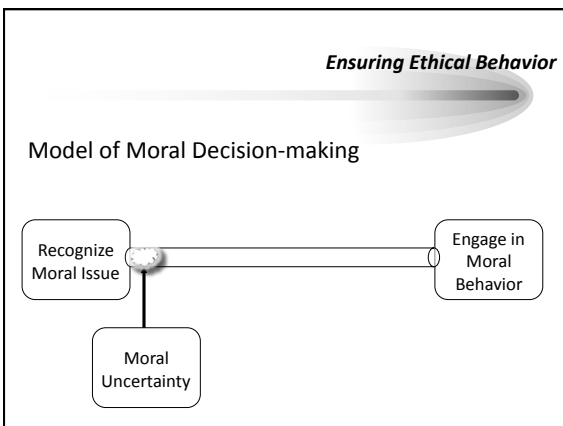 Ensuring Ethical Behavior
Model of Moral Decision-making
Recognize
Moral Issue
Engage in
Moral
Behavior
Moral
Uncertainty